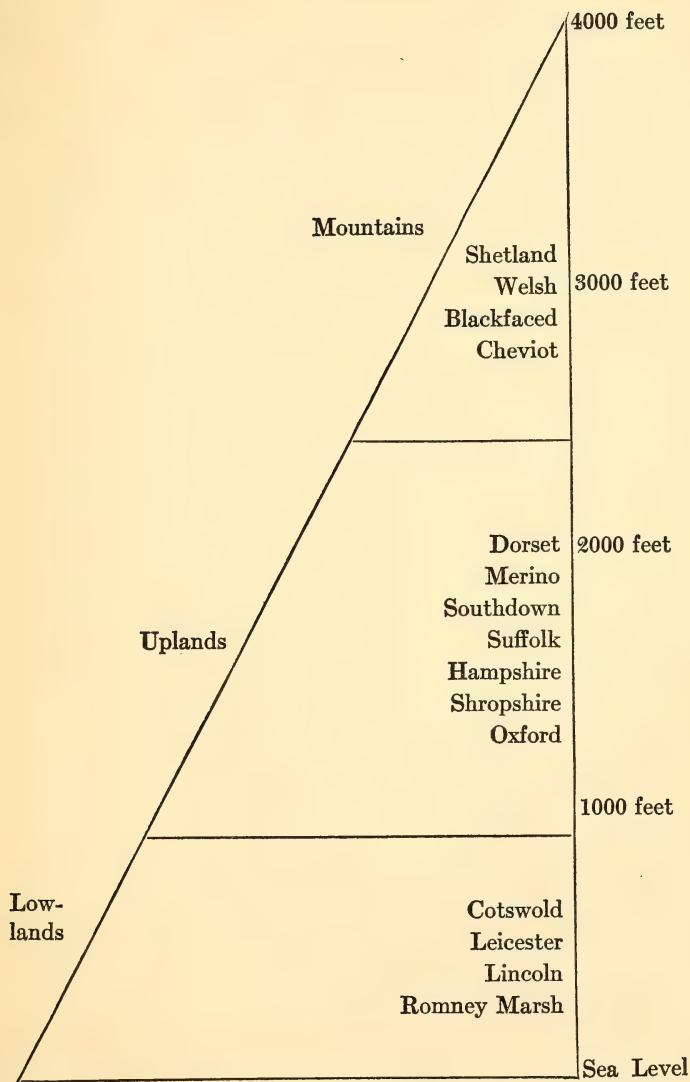 4000 feet
Mountains
Shetland
Welsh
3000 feet
Blackfaced
Cheviot
Dorset
2000 feet
Merino
Southdown
Uplands
Suffolk
Hampshire
Shropshire
Oxford
1000 feet
Low-
lands
Cotswold
Leicester
Lincoln
Romney Marsh
Sea Level